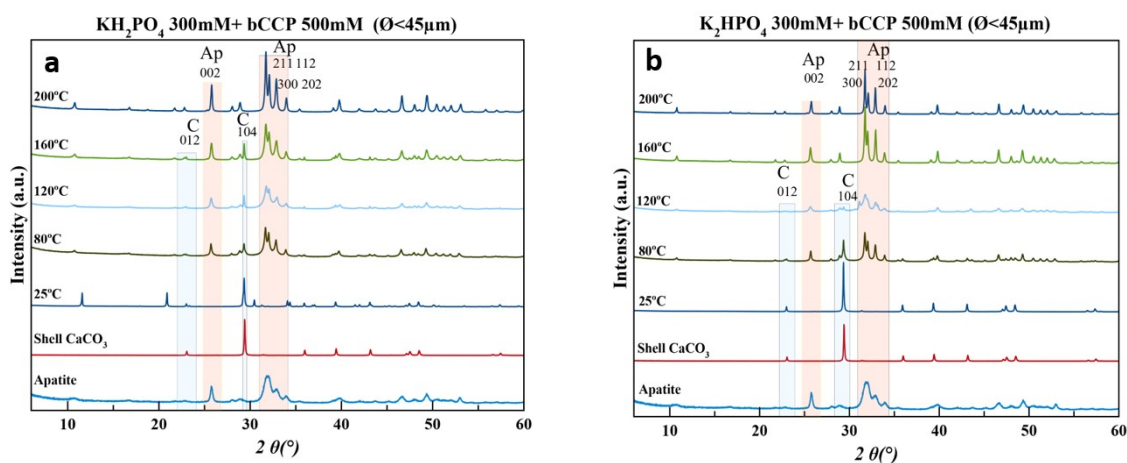 KH₂PO₄ 300mM+ bCCP 500mM (Ø<45µm)
a
Ap
002
Ap
211 112
300 202
200ºC
C
012
C
104
160ºC
120ºC
80ºC
25ºC
Shell CaCO₃
Apatite
Intensity (a.u.)
10 20 30 40 50 60
2 θ(°)
K₂HPO₄ 300mM+ bCCP 500mM (Ø<45µm)
b
Ap
002
211 Ap 112
300 202
200ºC
160ºC
C
012
C
104
120ºC
80ºC
25ºC
Shell CaCO₃
Apatite
Intensity (a.u.)
10 20 30 40 50 60
2 θ(°)